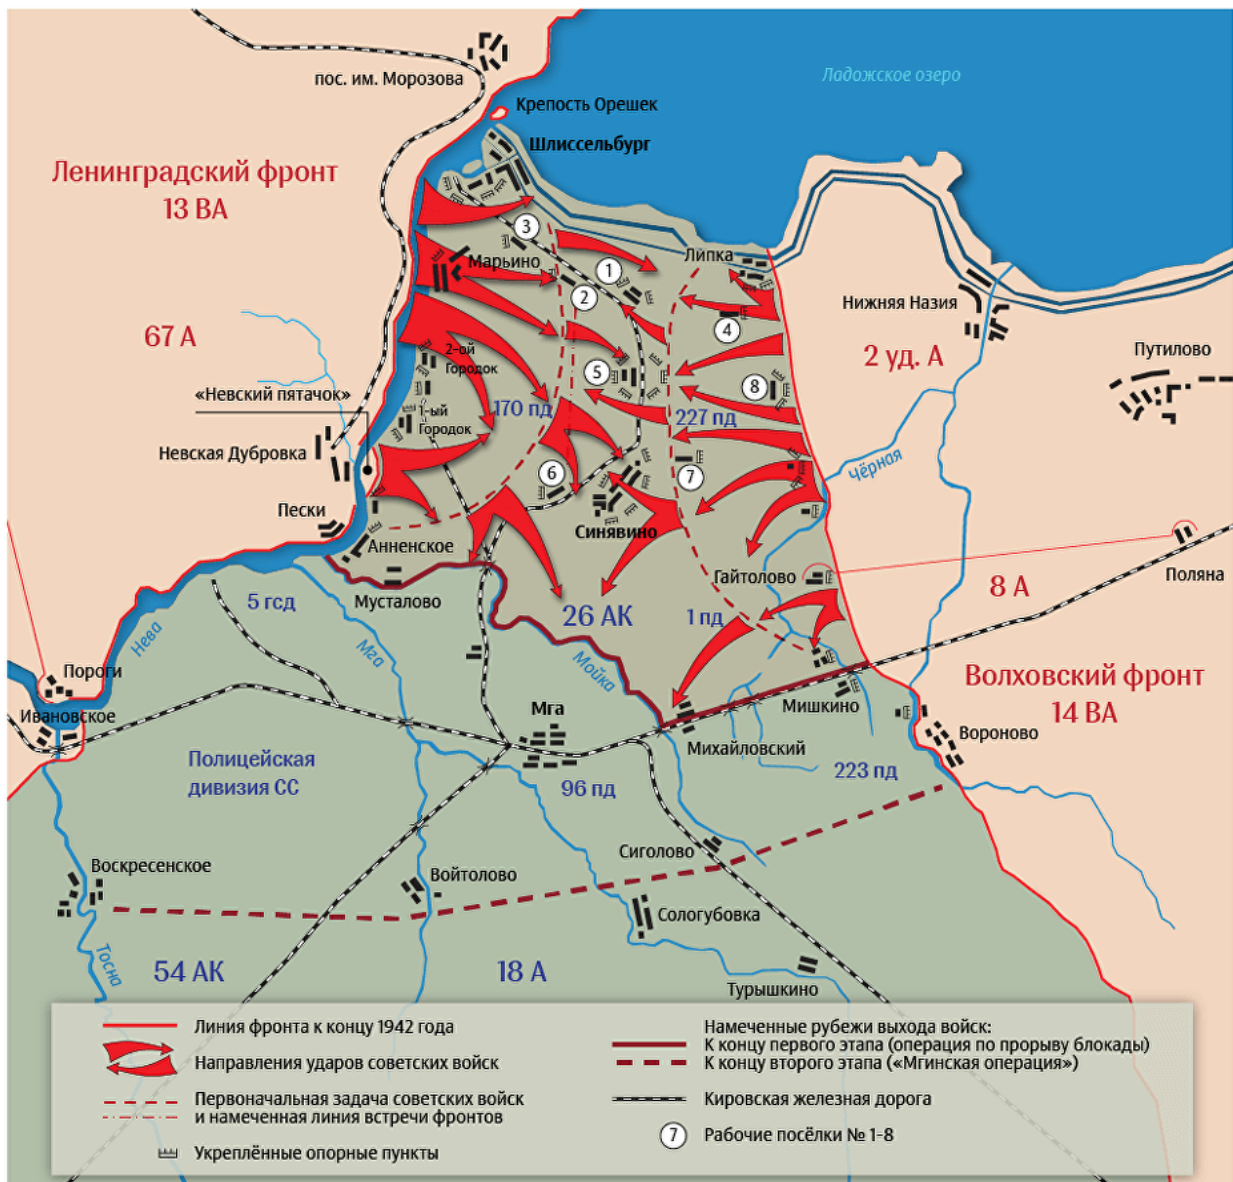 Ладожское озеро
пос. им. Морозова
Крепость Орешек
Шлиссельбург
Ленинградский фронт
13 ВА
3
Марьино
1
2
Липка
4
Нижняя Назия
67 А
2-ой
Городок
5
8
2 уд. А
Путилово
«Невский пятачок»
1-ый
Городок
170 пд
227 пд
Невская Дубровка
6
7
Чёрная
Пески
Синявино
Анненское
Гайтолово
Поляна
Мусталово
5 гсд
26 АК
1 пд
8 А
Нева
Мга
Мойка
Пороги
Волховский фронт
14 ВА
Ивановское
Мга
Мишкино
Вороново
Михайловский
Полицейская
дивизия СС
96 пд
223 пд
Воскресенское
Войтолово
Сиголово
Сологубовка
Тосна
54 АК
18 А
Турышкино
Линия фронта к концу 1942 года
Направления ударов советских войск
Первоначальная задача советских войск
и намеченная линия встречи фронтов
Укреплённые опорные пункты
Намеченные рубежи выхода войск:
К концу первого этапа (операция по прорыву блокады)
К концу второго этапа («Мгинская операция»)
Кировская железная дорога
7
Рабочие посёлки № 1-8